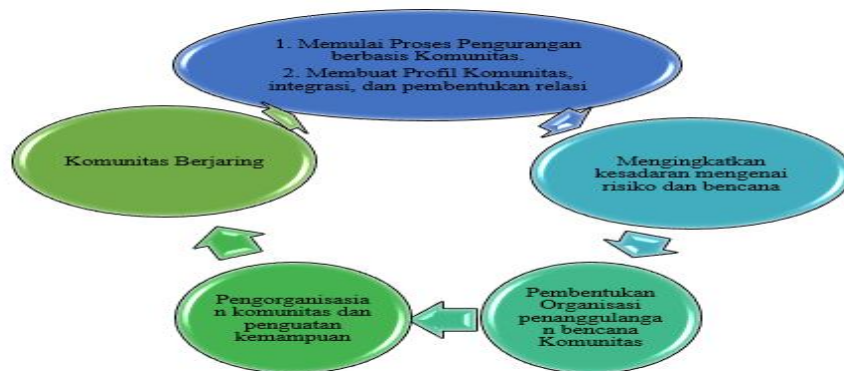 1. Memulai Proses Pengurangan
berbasis Komunitas.
2. Membuat Profil Komunitas,
integrasi, dan pembentukan relasi
Mengingkatkan
kesadaran mengenai
risiko dan bencana
Pembentukan
Organisasi
penanggulanga
n bencana
Komunitas
Pengorganisasia
n komunitas dan
penguatan
kemampuan
Komunitas Berjaring